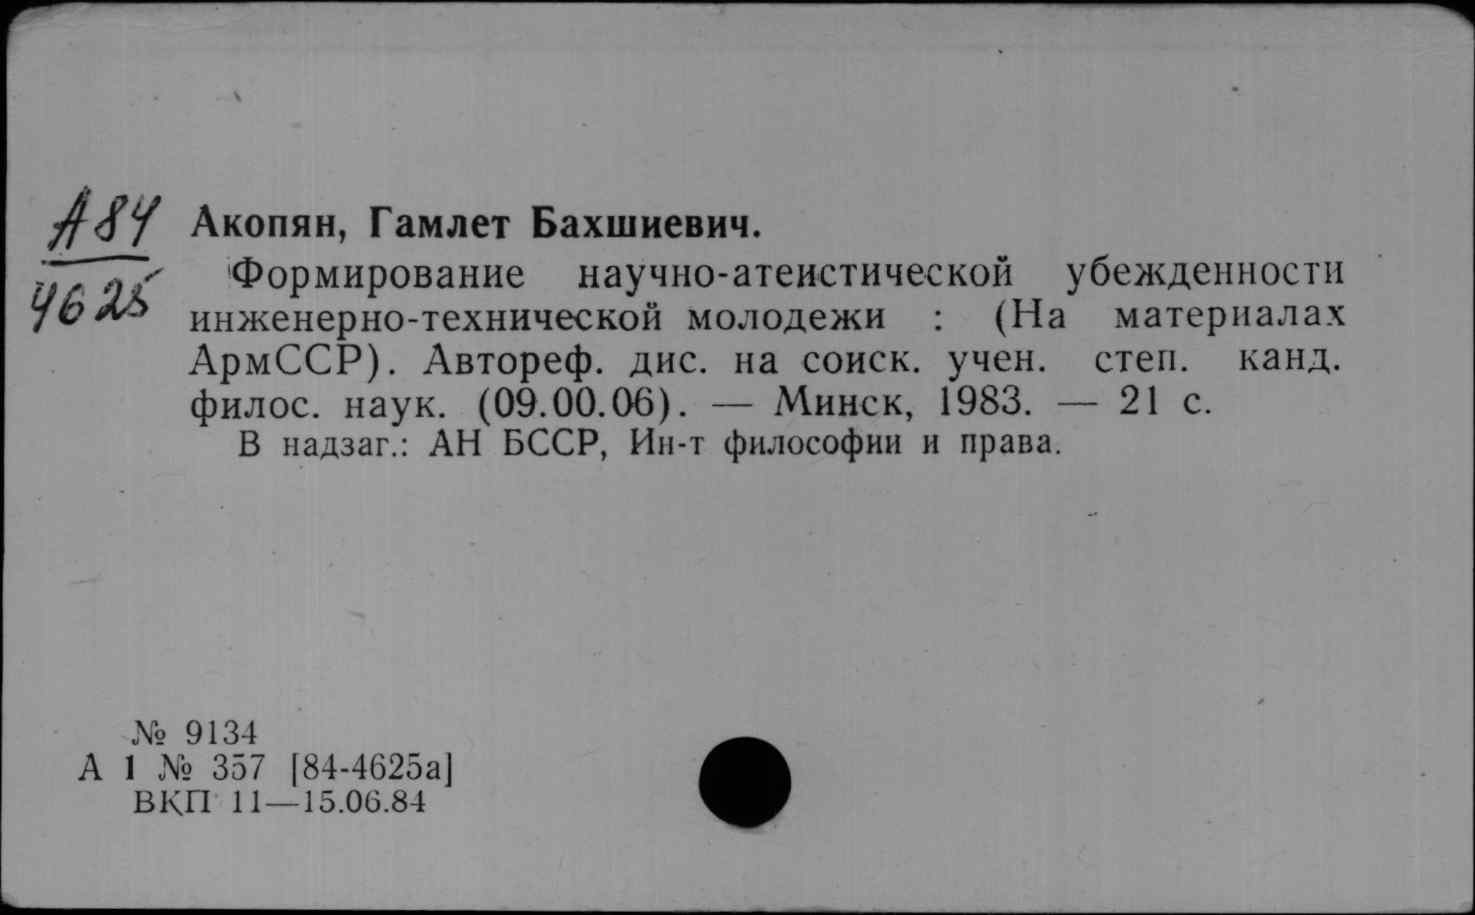 А84
4625
Акопян, Гамлет Бахшиевич.
Формирование научно-атеистической убежденности
инженерно-технической молодежи : (На материалах
АрмССР). Автореф. дис. на соиск. учен. степ. канд.
филос. наук. (09.00.06). — Минск, 1983. — 21 с.
В надзаг.: АН БССР, Ин-т философии и права.
№ 9134
А 1 № 357 [84-4625а]
ВКП 11—15.06.84